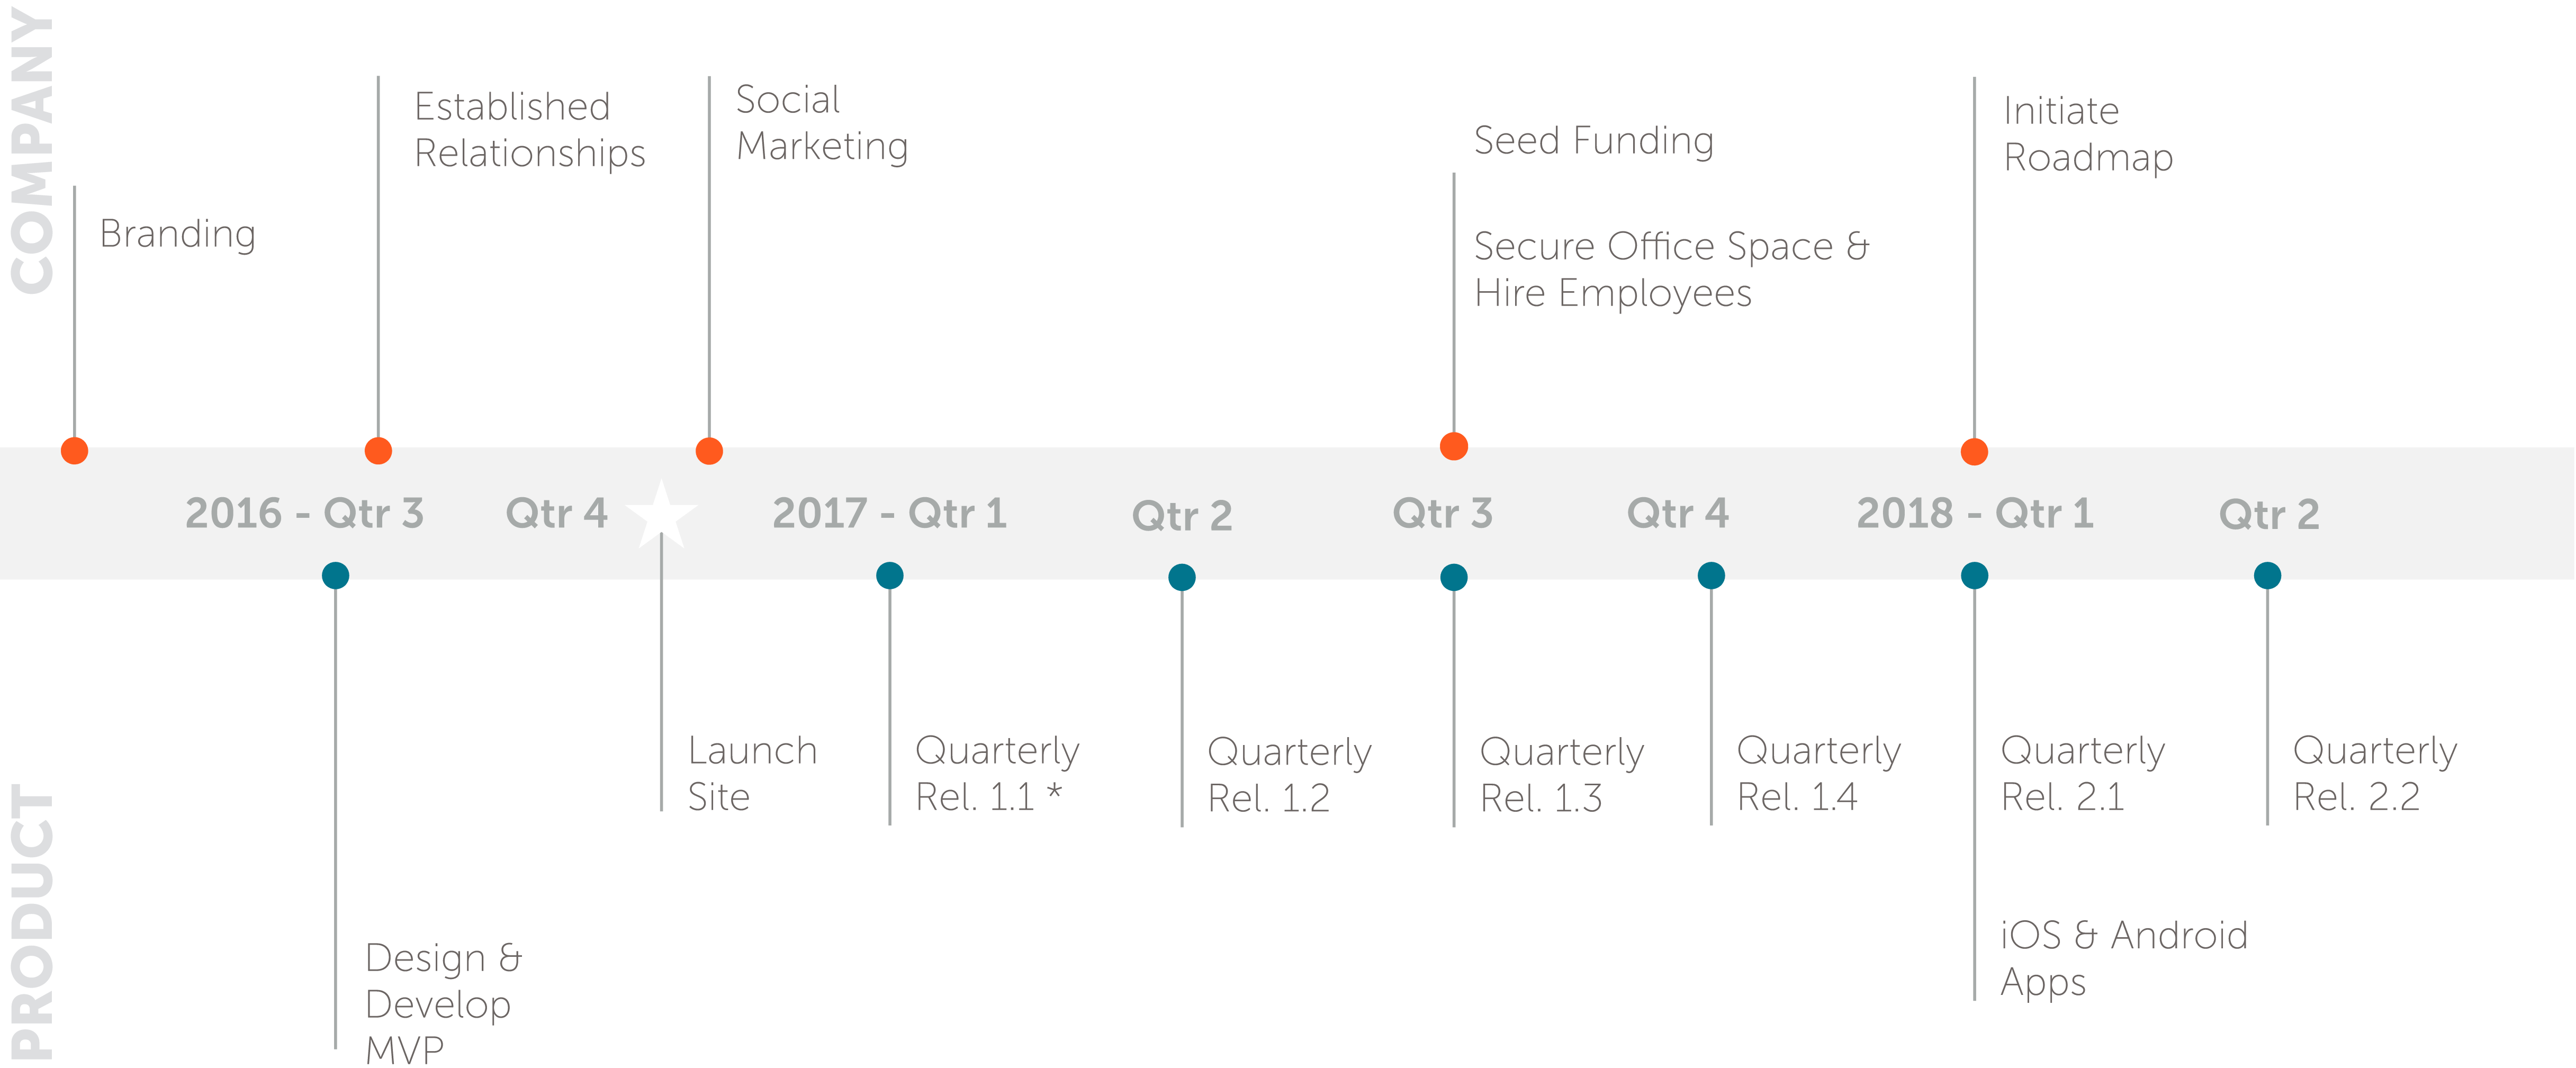 COMPANY
Branding
Established
Relationships
Social
Marketing
Seed Funding
Secure Office Space &
Hire Employees
Initiate
Roadmap
2016 - Qtr 3
Qtr 4
2017 - Qtr 1
Qtr 2
Qtr 3
Qtr 4
2018 - Qtr 1
Qtr 2
PRODUCT
Design &
Develop
MVP
Launch
Site
Quarterly
Rel. 1.1 *
Quarterly
Rel. 1.2
Quarterly
Rel. 1.3
Quarterly
Rel. 1.4
Quarterly
Rel. 2.1
iOS & Android
Apps
Quarterly
Rel. 2.2